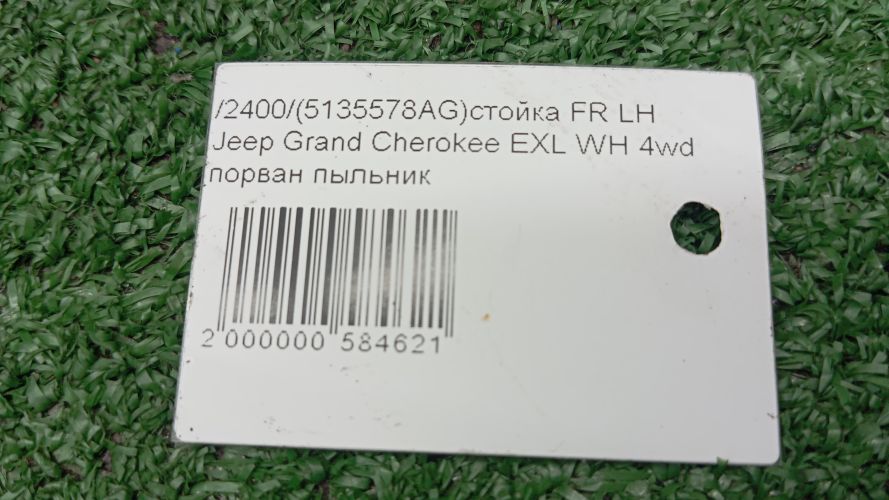 /2400/(5135578AG)стойка FR LH
Jeep Grand Cherokee EXL WH 4wd
порван пыльник
2 000000 584621